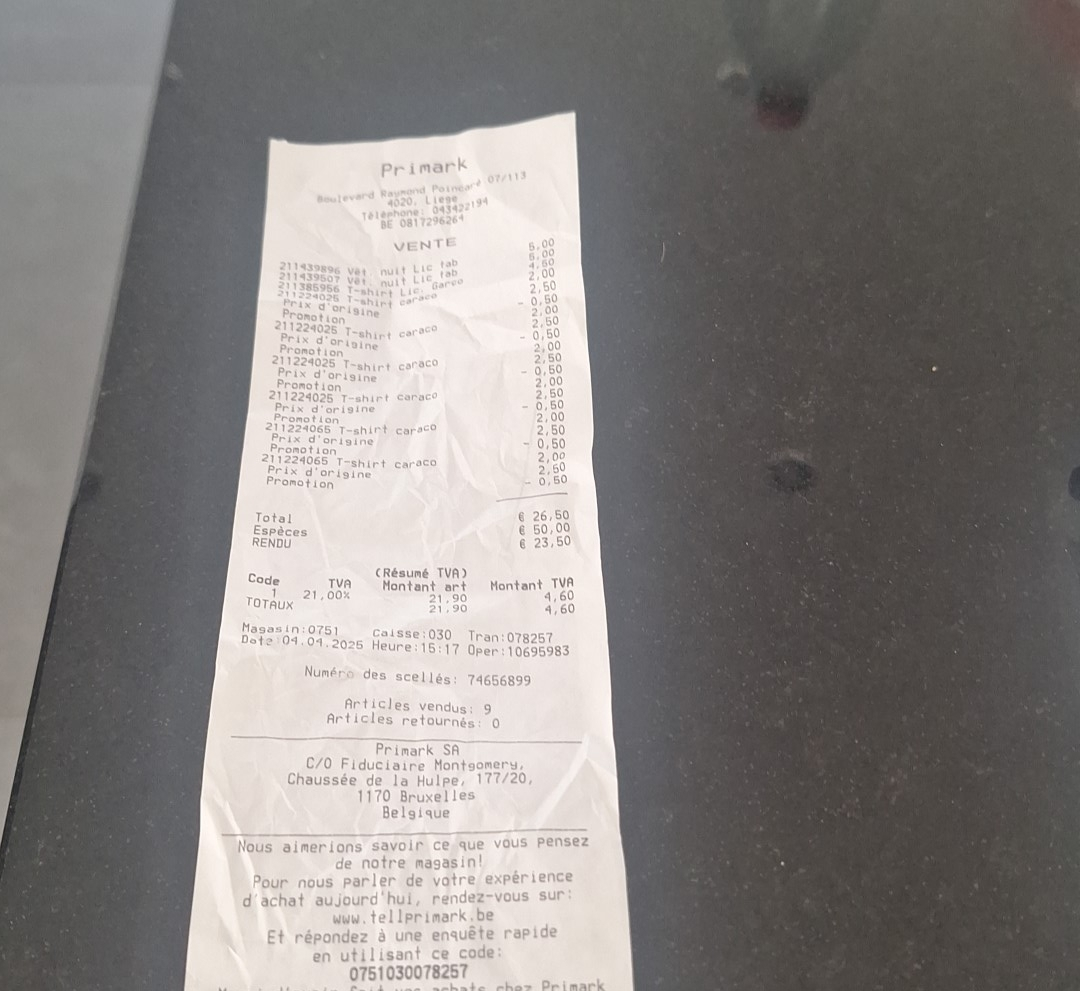 Primark
Boulevard Raymond Poincaré 07/113
4020, Liege
Téléphone: 043422194
BE 0817296264
VENTE
211439896 Vêt. nuit Lic tab 5,00
211439507 Vêt. nuit Lic tab 5,00
211385956 T-shirt Lic. Garco 4,50
211224025 T-shirt caraco 2,00
Prix d'origine 2,50
Promotion - 0,50
211224025 T-shirt caraco 2,00
Prix d'origine 2,50
Promotion - 0,50
211224025 T-shirt caraco 2,00
Prix d'origine 2,50
Promotion - 0,50
211224025 T-shirt caraco 2,00
Prix d'origine 2,50
Promotion - 0,50
211224065 T-shirt caraco 2,00
Prix d'origine 2,50
Promotion - 0,50
211224065 T-shirt caraco 2,00
Prix d'origine 2,50
Promotion - 0,50
Total € 26,50
Espèces € 50,00
RENDU € 23,50
(Résumé TVA)
Code TVA Montant art Montant TVA
1 21,00% 21,90 4,60
TOTAUX 21,90 4,60
Magasin:0751 Caisse:030 Tran:078257
Date:04.04.2025 Heure:15:17 Oper:10695983
Numéro des scellés: 74656899
Articles vendus: 9
Articles retournés: 0
Primark SA
C/O Fiduciaire Montgomery,
Chaussée de la Hulpe, 177/20,
1170 Bruxelles
Belgique
Nous aimerions savoir ce que vous pensez
de notre magasin!
Pour nous parler de votre expérience
d'achat aujourd'hui, rendez-vous sur:
www.tellprimark.be
Et répondez à une enquête rapide
en utilisant ce code:
0751030078257
achats chez Primark